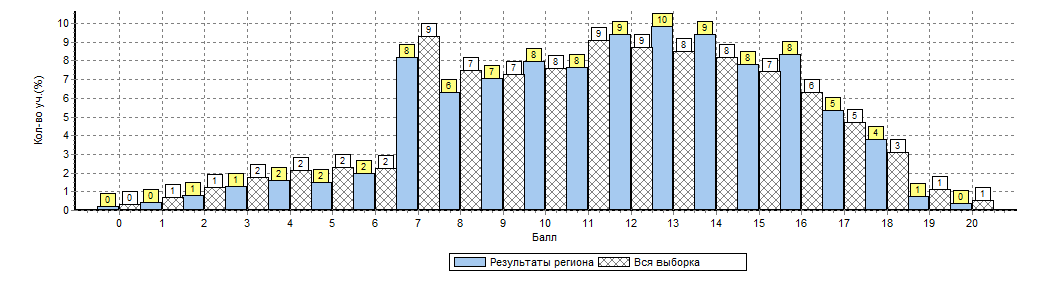 Кол-во уч.(%)
10
9
8
7
6
5
4
3
2
1
0
0 0 0 1 1 1 1 2 2 2 2 2 2 2 8 9 6 7 7 7 8 8 8 9 9 9 10 8 9 8 8 7 8 6 5 5 4 3 1 1 0 1
0 1 2 3 4 5 6 7 8 9 10 11 12 13 14 15 16 17 18 19 20
Балл
Результаты региона Вся выборка